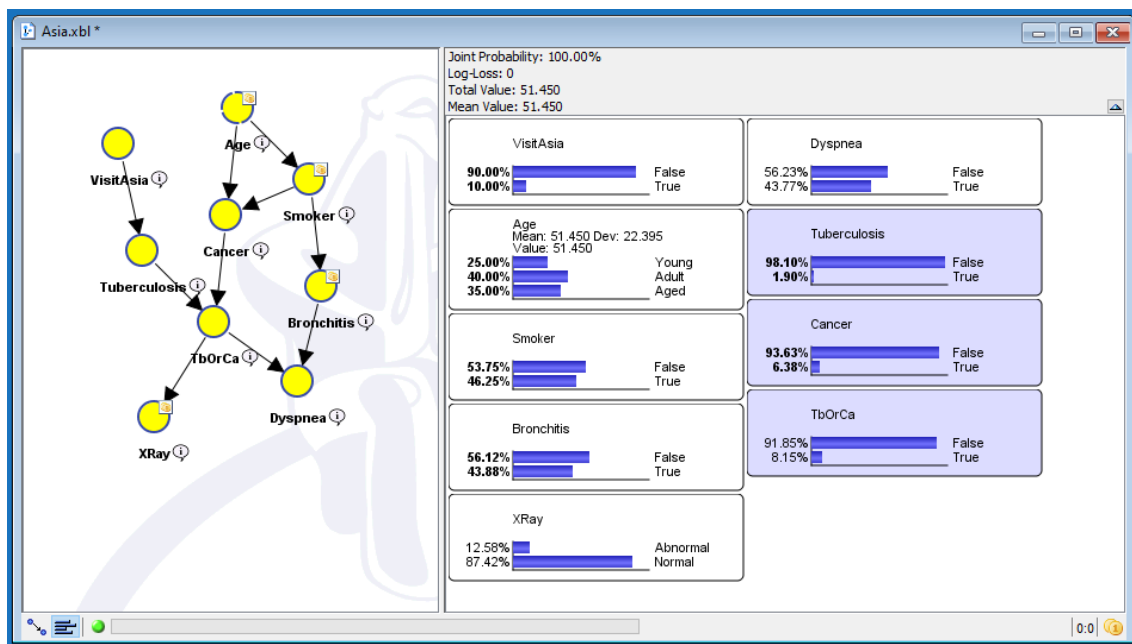 Asia.xbl *
Age
VisitAsia
Smoker
Cancer
Tuberculosis
Bronchitis
TbOrCa
Dyspnea
XRay
Joint Probability: 100.00%
Log-Loss: 0
Total Value: 51.450
Mean Value: 51.450
VisitAsia
90.00% False
10.00% True
Age
Mean: 51.450 Dev: 22.395
Value: 51.450
25.00% Young
40.00% Adult
35.00% Aged
Smoker
53.75% False
46.25% True
Bronchitis
56.12% False
43.88% True
XRay
12.58% Abnormal
87.42% Normal
Dyspnea
56.23% False
43.77% True
Tuberculosis
98.10% False
1.90% True
Cancer
93.63% False
6.38% True
TbOrCa
91.85% False
8.15% True
0:0